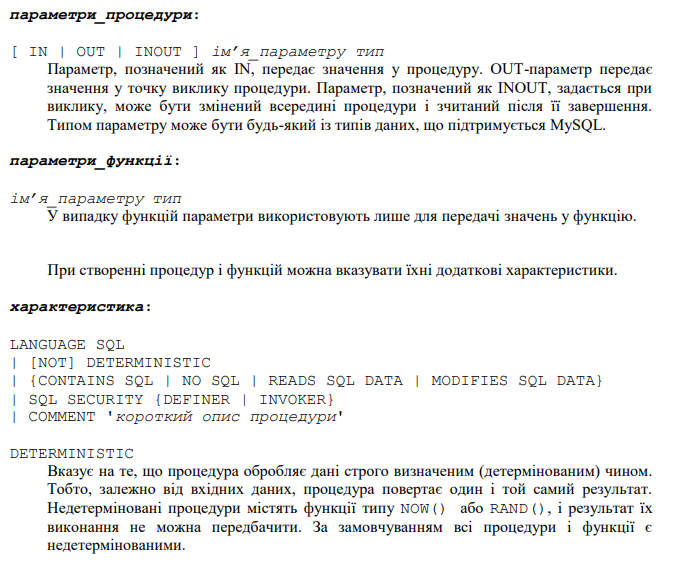 параметри_процедури:
[ IN | OUT | INOUT ] ім’я_параметру тип
Параметр, позначений як IN, передає значення у процедуру. OUT-параметр передає
значення у точку виклику процедури. Параметр, позначений як INOUT, задається при
виклику, може бути змінений всередині процедури і зчитаний після її завершення.
Типом параметру може бути будь-який із типів даних, що підтримується MySQL.
параметри_функції:
ім’я_параметру тип
У випадку функцій параметри використовують лише для передачі значень у функцію.
При створенні процедур і функцій можна вказувати їхні додаткові характеристики.
характеристика:
LANGUAGE SQL
| [NOT] DETERMINISTIC
| {CONTAINS SQL | NO SQL | READS SQL DATA | MODIFIES SQL DATA}
| SQL SECURITY {DEFINER | INVOKER}
| COMMENT 'короткий опис процедури'
DETERMINISTIC
Вказує на те, що процедура обробляє дані строго визначеним (детермінованим) чином.
Тобто, залежно від вхідних даних, процедура повертає один і той самий результат.
Недетерміновані процедури містять функції типу NOW() або RAND(), і результат їх
виконання не можна передбачити. За замовчуванням всі процедури і функції є
недетермінованими.